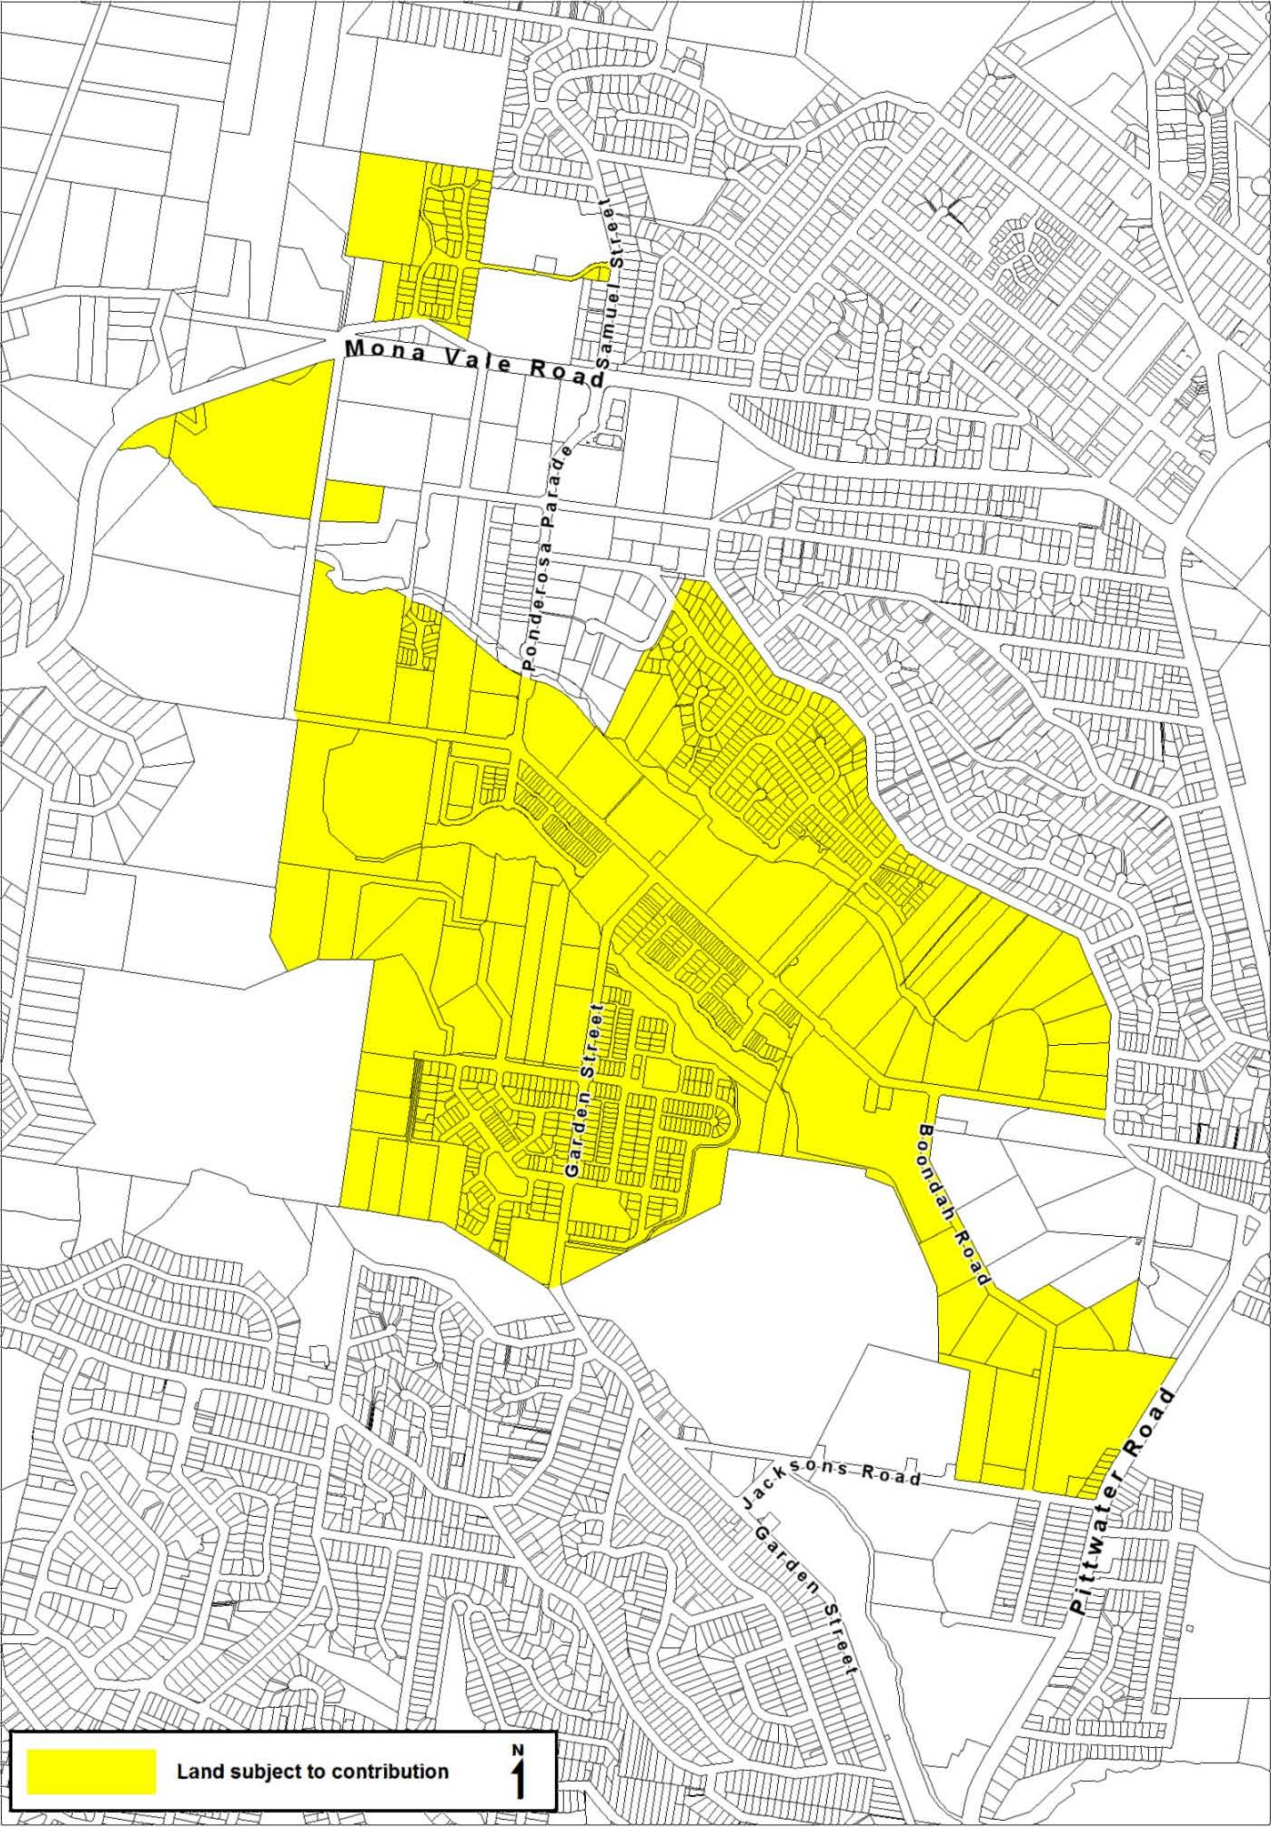 Samuel Street
Mona Vale Road
Ponderosa Parade
Garden Street
Boondah Road
Pittwater Road
Jacksons Road
Garden Street
Land subject to contribution
N